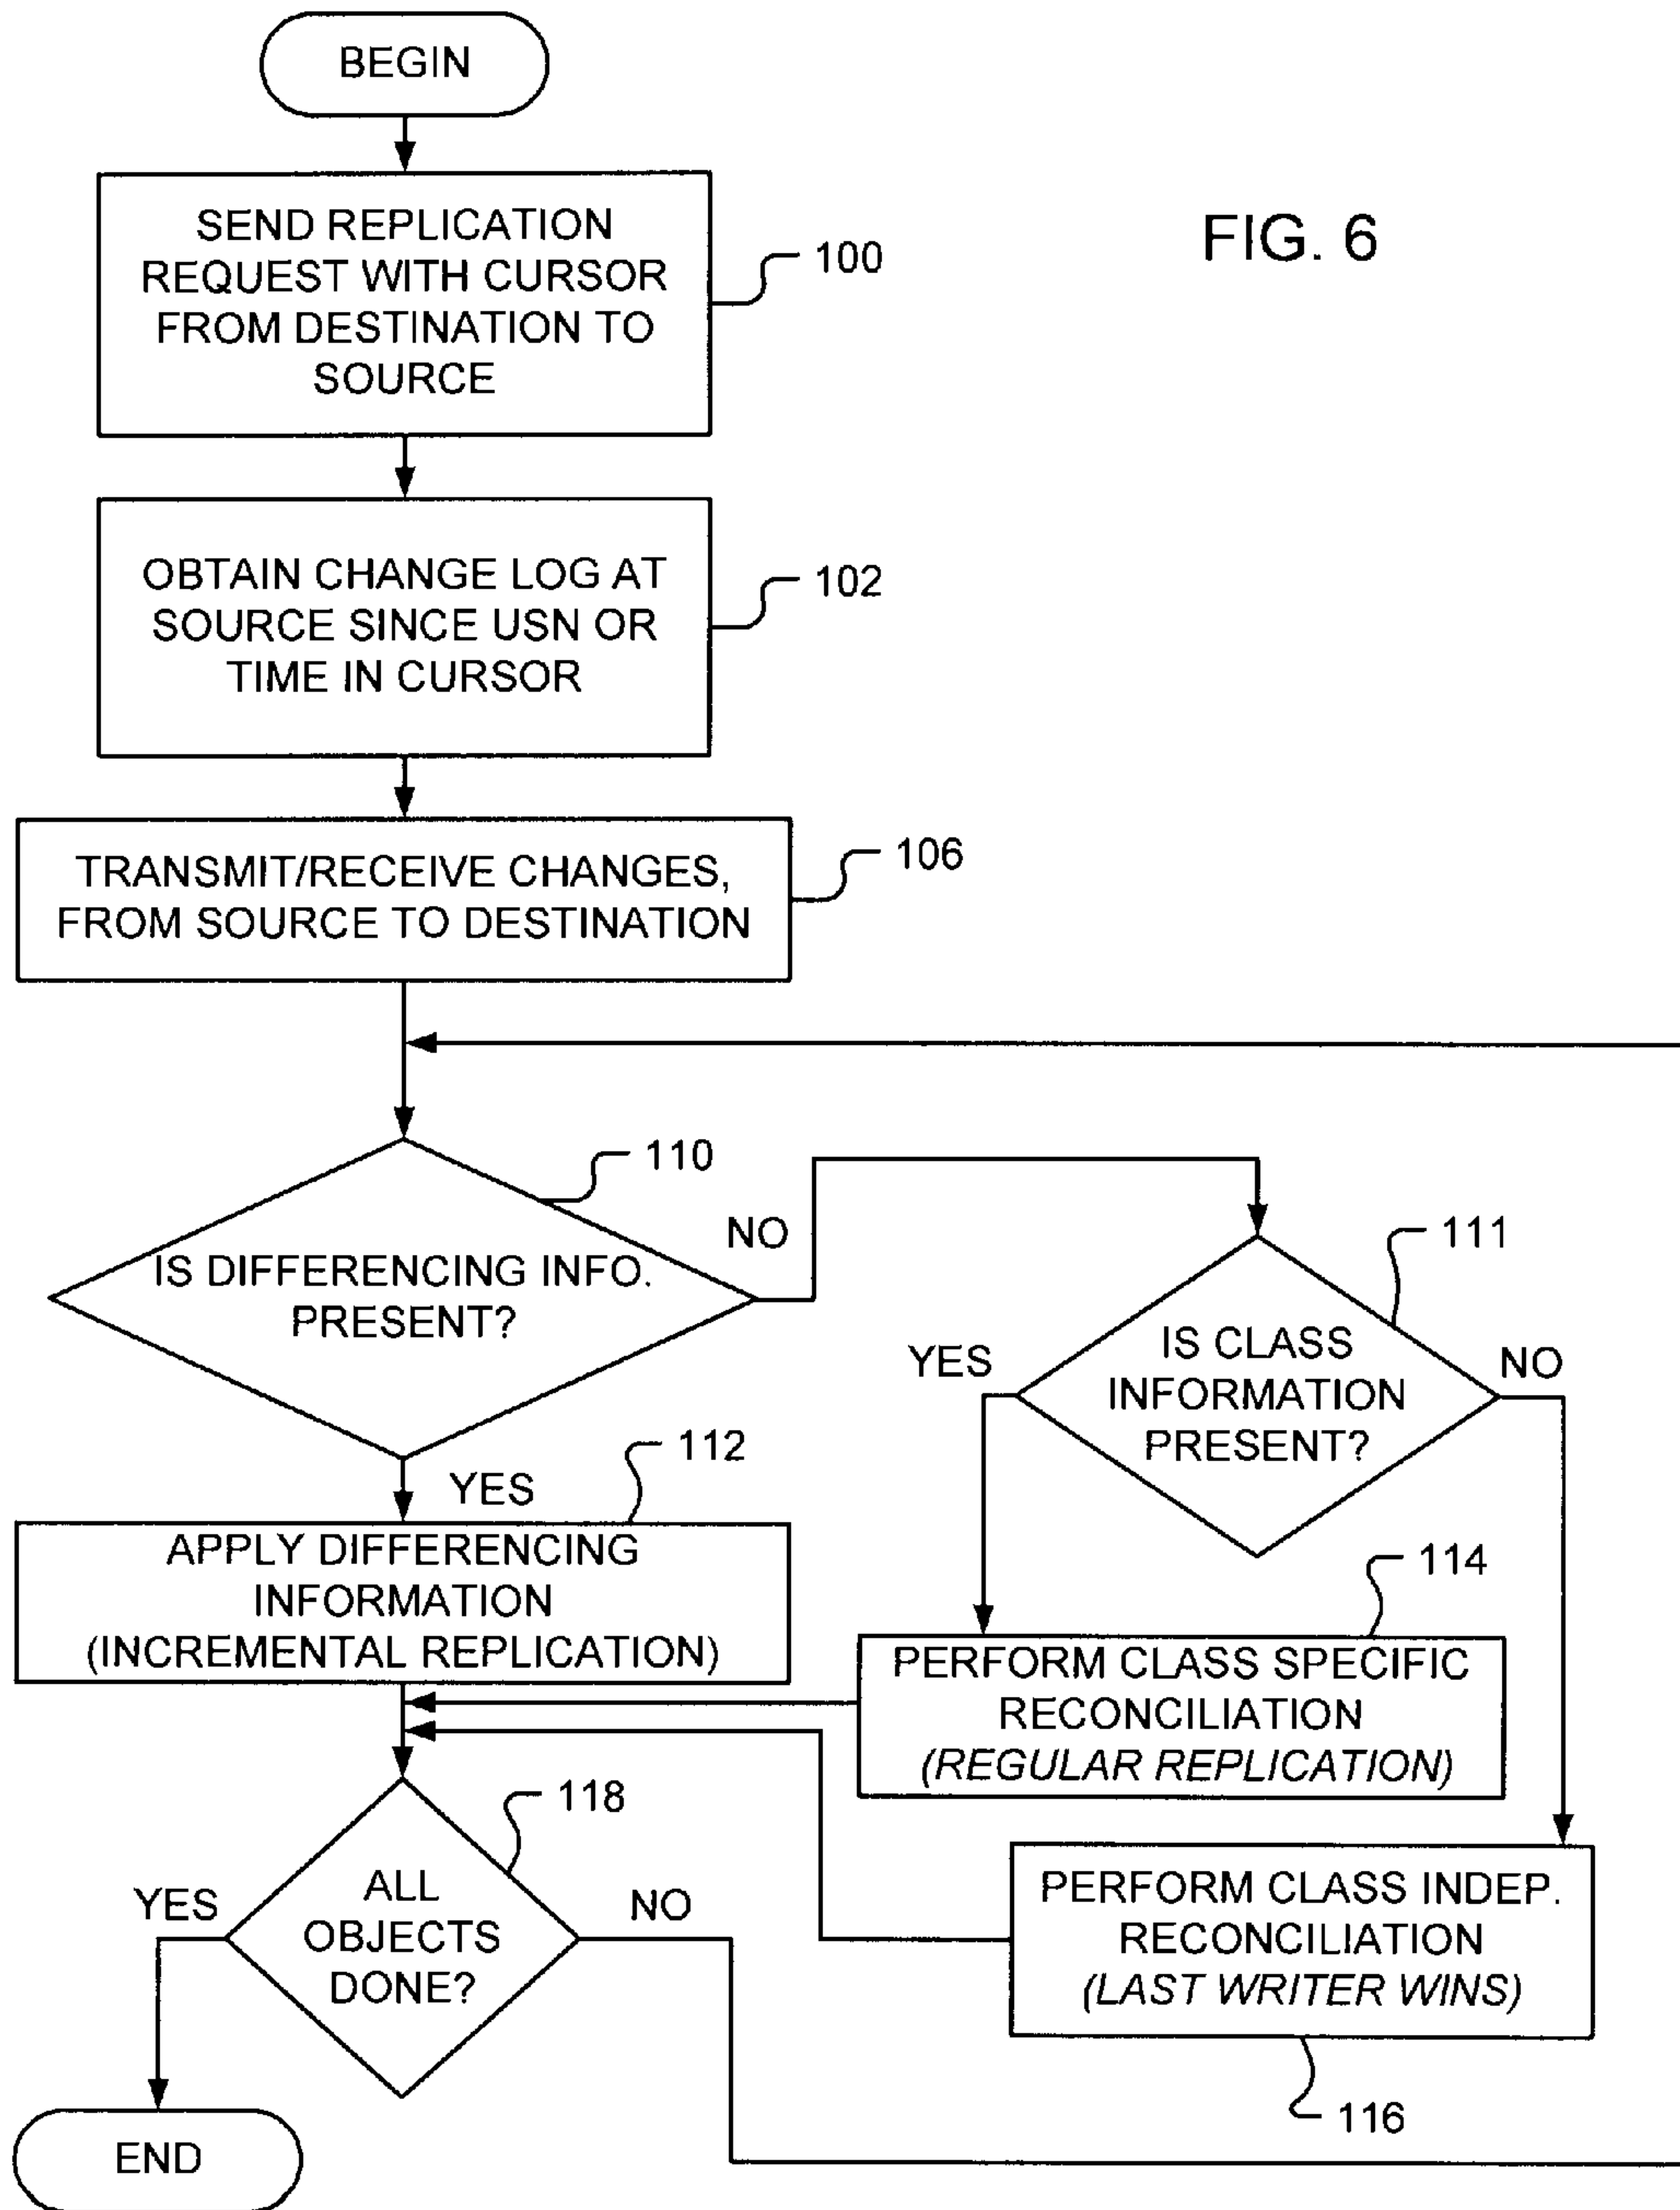 BEGIN
FIG. 6
SEND REPLICATION
REQUEST WITH CURSOR
FROM DESTINATION TO
SOURCE
100
OBTAIN CHANGE LOG AT
SOURCE SINCE USN OR
TIME IN CURSOR
102
TRANSMIT/RECEIVE CHANGES,
FROM SOURCE TO DESTINATION
106
110
NO
IS DIFFERENCING INFO.
PRESENT?
111
YES
IS CLASS
INFORMATION
PRESENT?
NO
112
YES
APPLY DIFFERENCING
INFORMATION
(INCREMENTAL REPLICATION)
114
PERFORM CLASS SPECIFIC
RECONCILIATION
(REGULAR REPLICATION)
118
YES
ALL
OBJECTS
DONE?
NO
PERFORM CLASS INDEP.
RECONCILIATION
(LAST WRITER WINS)
116
END